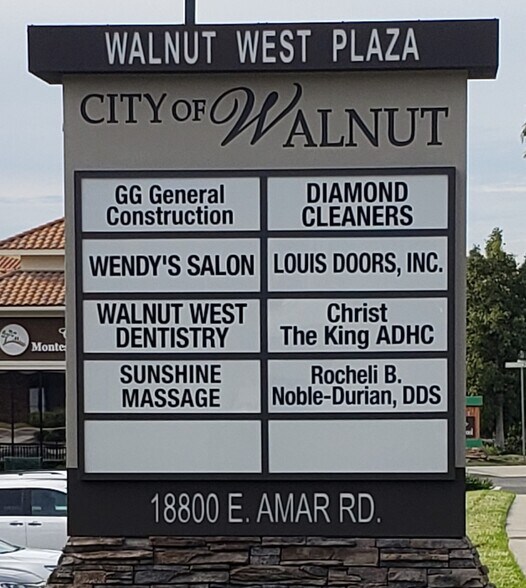 WALNUT WEST PLAZA
CITY OF WALNUT
GG General
Construction
DIAMOND
CLEANERS
WENDY'S SALON
LOUIS DOORS, INC.
WALNUT WEST
DENTISTRY
Christ
The King ADHC
SUNSHINE
MASSAGE
Rocheli B.
Noble-Durian, DDS
18800 E. AMAR RD.
Montes